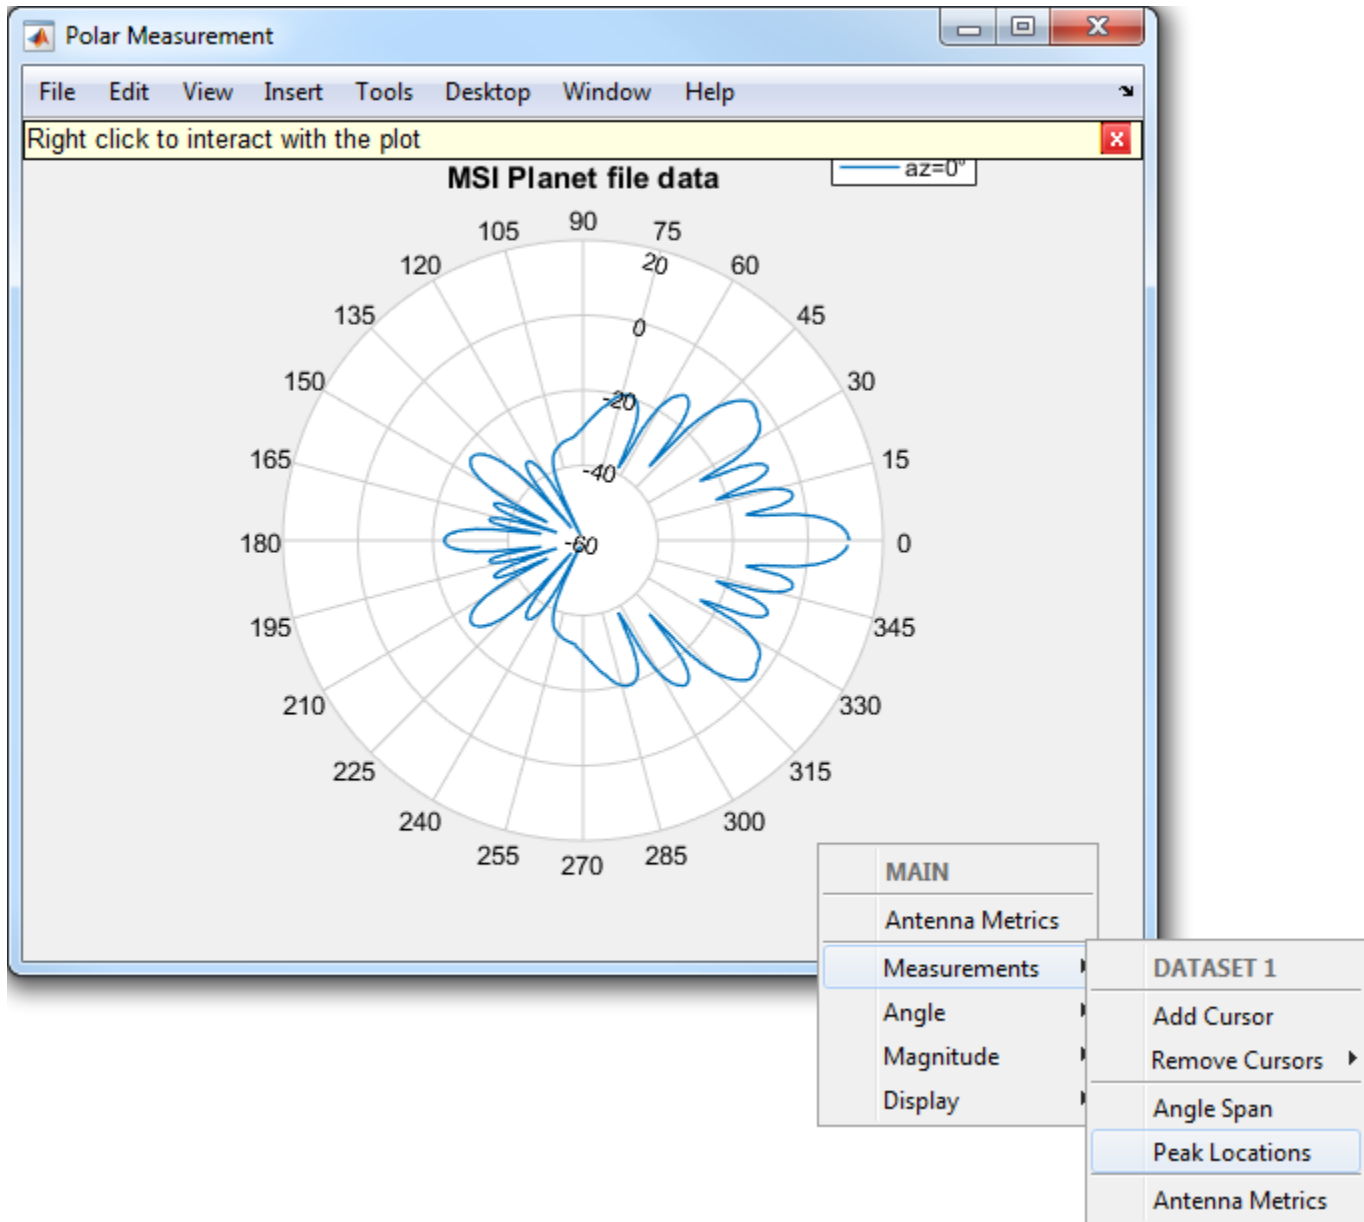 Polar Measurement
File Edit View Insert Tools Desktop Window Help
Right click to interact with the plot
MSI Planet file data
az=0°
90
105 75
120 20 60
135 0 45
150 -20 30
165 -40 15
180 -60 0
195 345
210 330
225 315
240 300
255 270 285
MAIN
Antenna Metrics
Measurements
Angle
Magnitude
Display
DATASET 1
Add Cursor
Remove Cursors
Angle Span
Peak Locations
Antenna Metrics